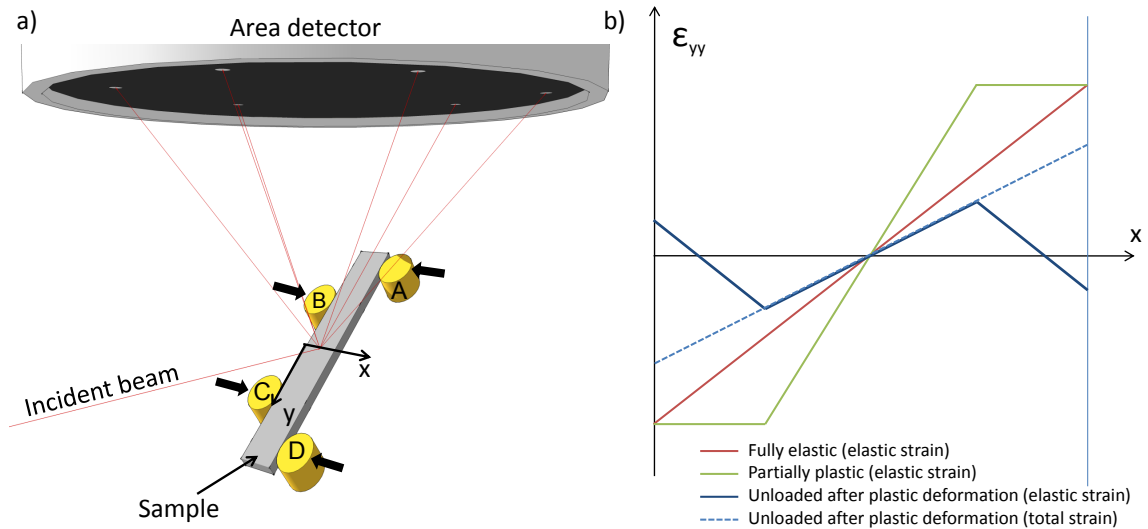 a)
Area detector
B
A
x
Incident beam
C
y
D
Sample
b)
εyy
x
Fully elastic (elastic strain)
Partially plastic (elastic strain)
Unloaded after plastic deformation (elastic strain)
Unloaded after plastic deformation (total strain)